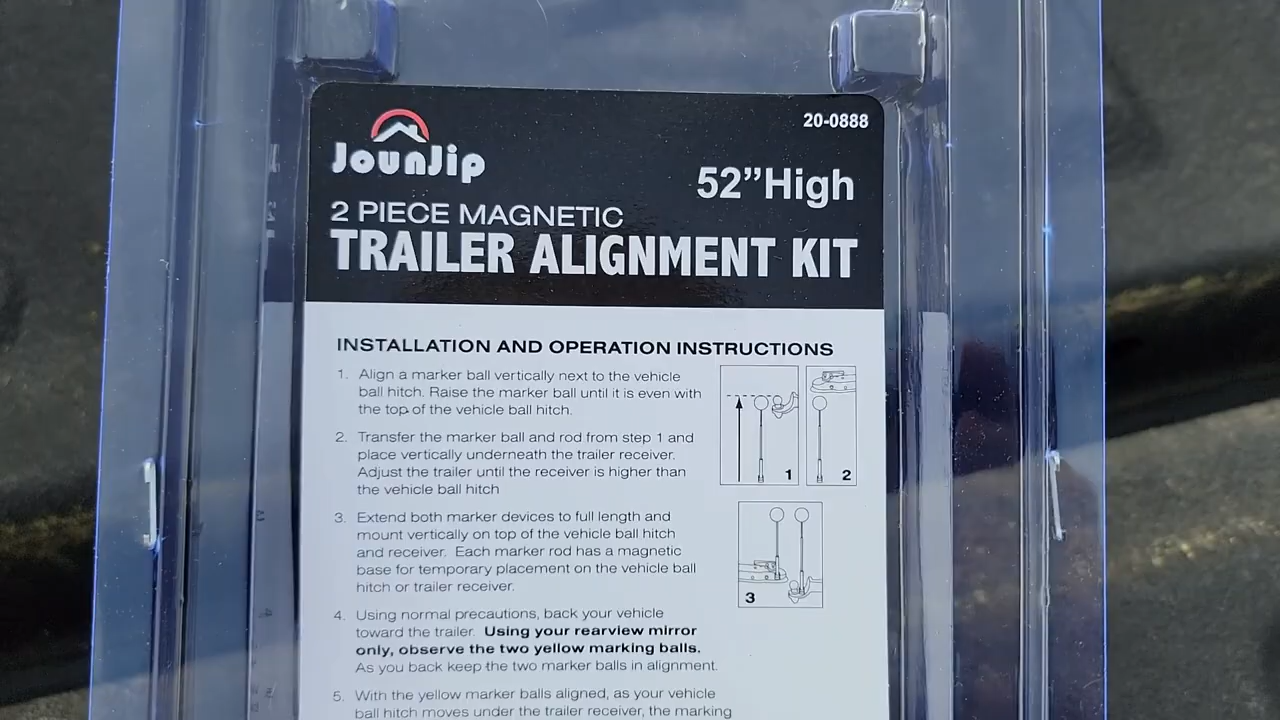 20-0888
JounJip
52”High
2 PIECE MAGNETIC
TRAILER ALIGNMENT KIT
INSTALLATION AND OPERATION INSTRUCTIONS
1. Align a marker ball vertically next to the vehicle
ball hitch. Raise the marker ball until it is even with
the top of the vehicle ball hitch.
2. Transfer the marker ball and rod from step 1 and
place vertically underneath the trailer receiver.
Adjust the trailer until the receiver is higher than
the vehicle ball hitch
1
2
3. Extend both marker devices to full length and
mount vertically on top of the vehicle ball hitch
and receiver. Each marker rod has a magnetic
base for temporary placement on the vehicle ball
hitch or trailer receiver.
3
4. Using normal precautions, back your vehicle
toward the trailer. Using your rearview mirror
only, observe the two yellow marking balls.
As you back keep the two marker balls in alignment.
5. With the yellow marker balls aligned, as your vehicle
ball hitch moves under the trailer receiver, the marking